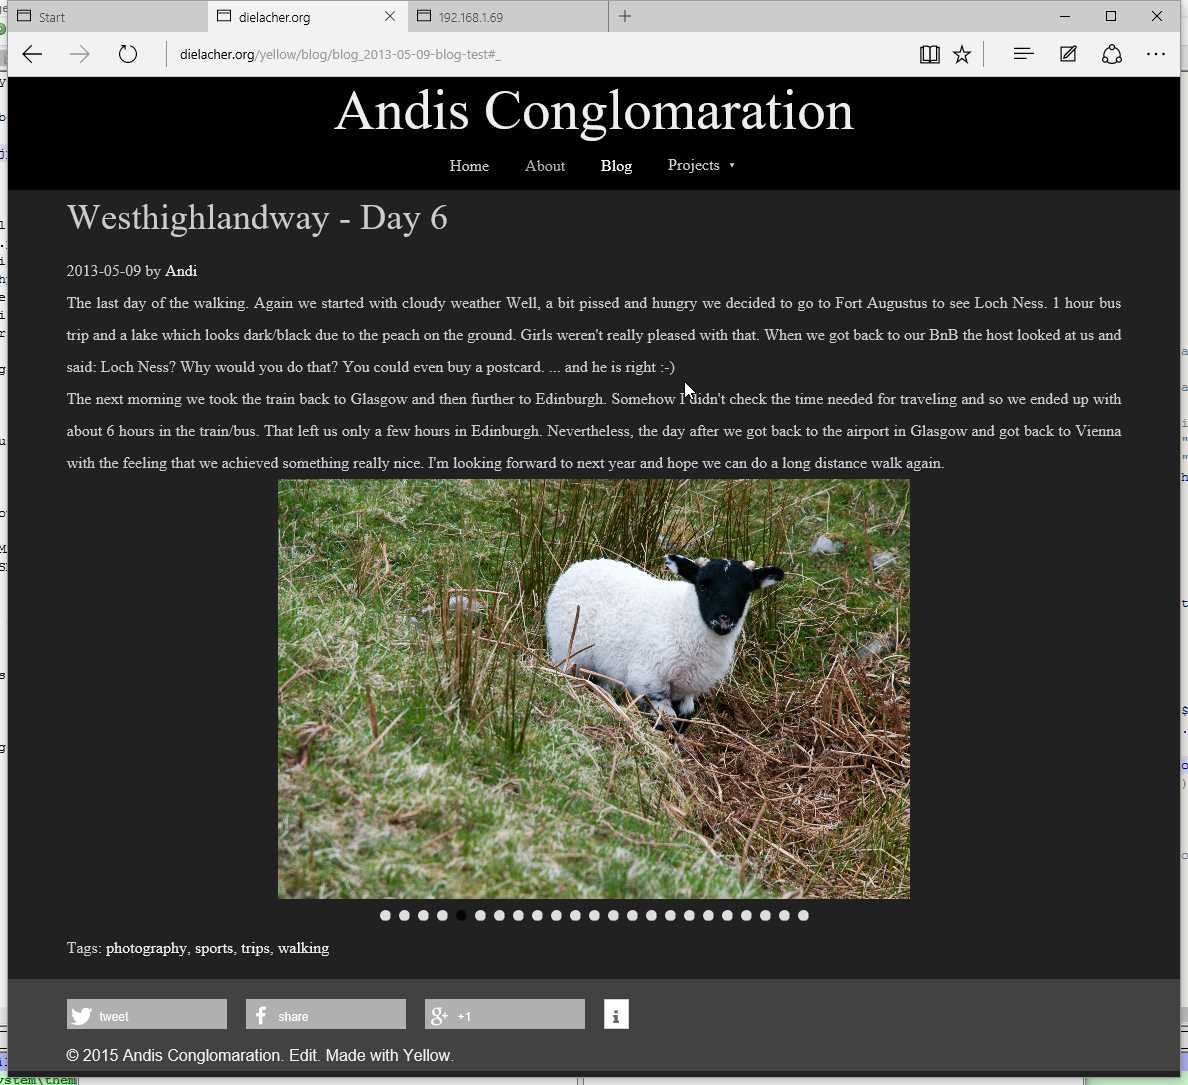 Start
dielacher.org
192.168.1.69
dielacher.org/yellow/blog/blog_2013-05-09-blog-test#_
Andis Conglomaration
Home About Blog Projects
Westhighlandway - Day 6
2013-05-09 by Andi
The last day of the walking. Again we started with cloudy weather Well, a bit pissed and hungry we decided to go to Fort Augustus to see Loch Ness. 1 hour bus
trip and a lake which looks dark/black due to the peach on the ground. Girls weren't really pleased with that. When we got back to our BnB the host looked at us and
said: Loch Ness? Why would you do that? You could even buy a postcard. ... and he is right :-)
The next morning we took the train back to Glasgow and then further to Edinburgh. Somehow I didn't check the time needed for traveling and so we ended up with
about 6 hours in the train/bus. That left us only a few hours in Edinburgh. Nevertheless, the day after we got back to the airport in Glasgow and got back to Vienna
with the feeling that we achieved something really nice. I'm looking forward to next year and hope we can do a long distance walk again.
Tags: photography, sports, trips, walking
tweet
share
g+ +1
i
© 2015 Andis Conglomaration. Edit. Made with Yellow.